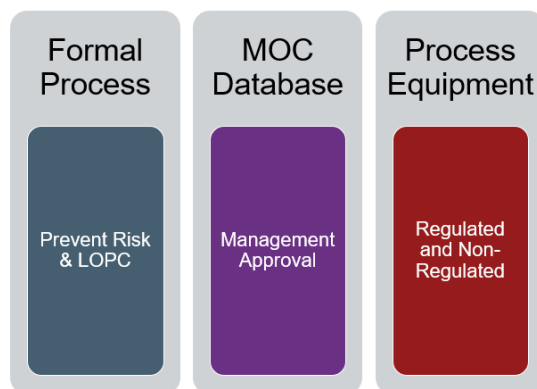 Formal
Process
Prevent Risk
& LOPC
MOC
Database
Management
Approval
Process
Equipment
Regulated
and Non-
Regulated